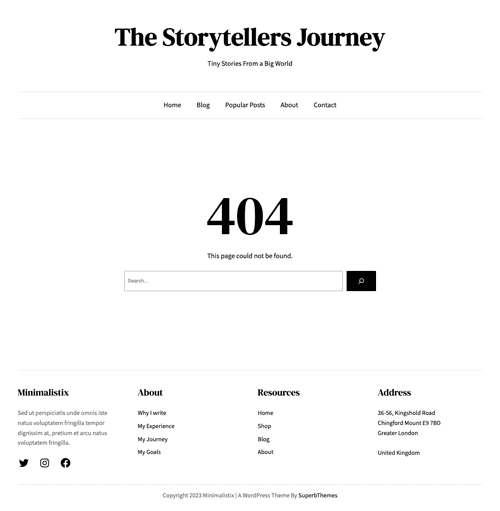 The Storytellers Journey
Tiny Stories From a Big World
Home Blog Popular Posts About Contact
404
This page could not be found.
Search...
Minimalistix
Sed ut perspiciatis unde omnis iste
natus voluptatem fringilla tempor
dignissim at, pretium et arcu natus
voluptatem fringilla.
About
Why I write
My Experience
My Journey
My Goals
Resources
Home
Shop
Blog
About
Address
36-56, Kingshold Road
Chingford Mount E9 7BD
Greater London
United Kingdom
Copyright 2023 Minimalistix | A WordPress Theme By SuperbThemes